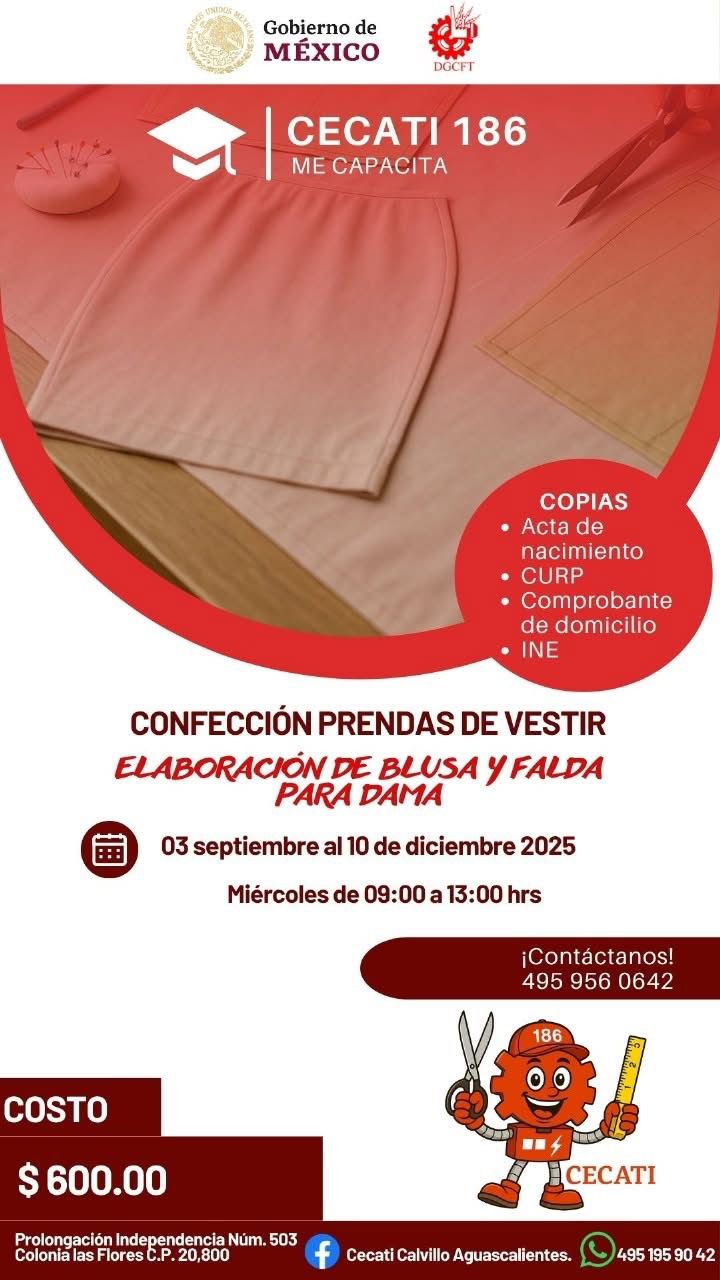 ESTADOS UNIDOS MEXICANOS
Gobierno de
MÉXICO
DGCFT
CECATI 186
ME CAPACITA
COPIAS
• Acta de
nacimiento
• CURP
• Comprobante
de domicilio
• INE
CONFECCIÓN PRENDAS DE VESTIR
ELABORACIÓN DE BLUSA Y FALDA
PARA DAMA
03 septiembre al 10 de diciembre 2025
Miércoles de 09:00 a 13:00 hrs
¡Contáctanos!
495 956 0642
186
CECATI
COSTO
$ 600.00
Prolongación Independencia Núm. 503
Colonia las Flores C.P. 20,800
Cecati Calvillo Aguascalientes.
495 195 90 42